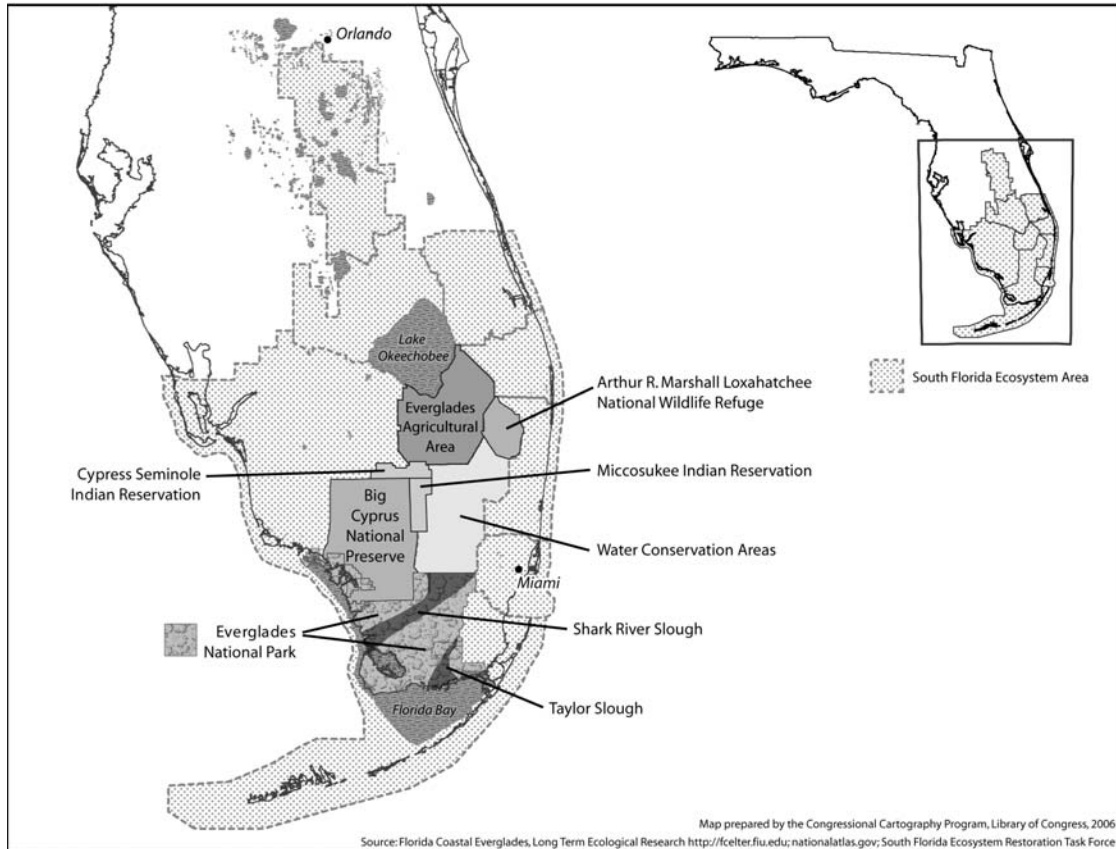 Orlando
Lake
Okeechobee
Everglades
Agricultural
Area
Arthur R. Marshall Loxahatchee
National Wildlife Refuge
South Florida Ecosystem Area
Cypress Seminole
Indian Reservation
Miccosukee Indian Reservation
Big
Cyprus
National
Preserve
Water Conservation Areas
Miami
Everglades
National Park
Shark River Slough
Taylor Slough
Florida Bay
Map prepared by the Congressional Cartography Program, Library of Congress, 2006
Source: Florida Coastal Everglades, Long Term Ecological Research http://fcelter.fiu.edu; nationalatlas.gov; South Florida Ecosystem Restoration Task Force